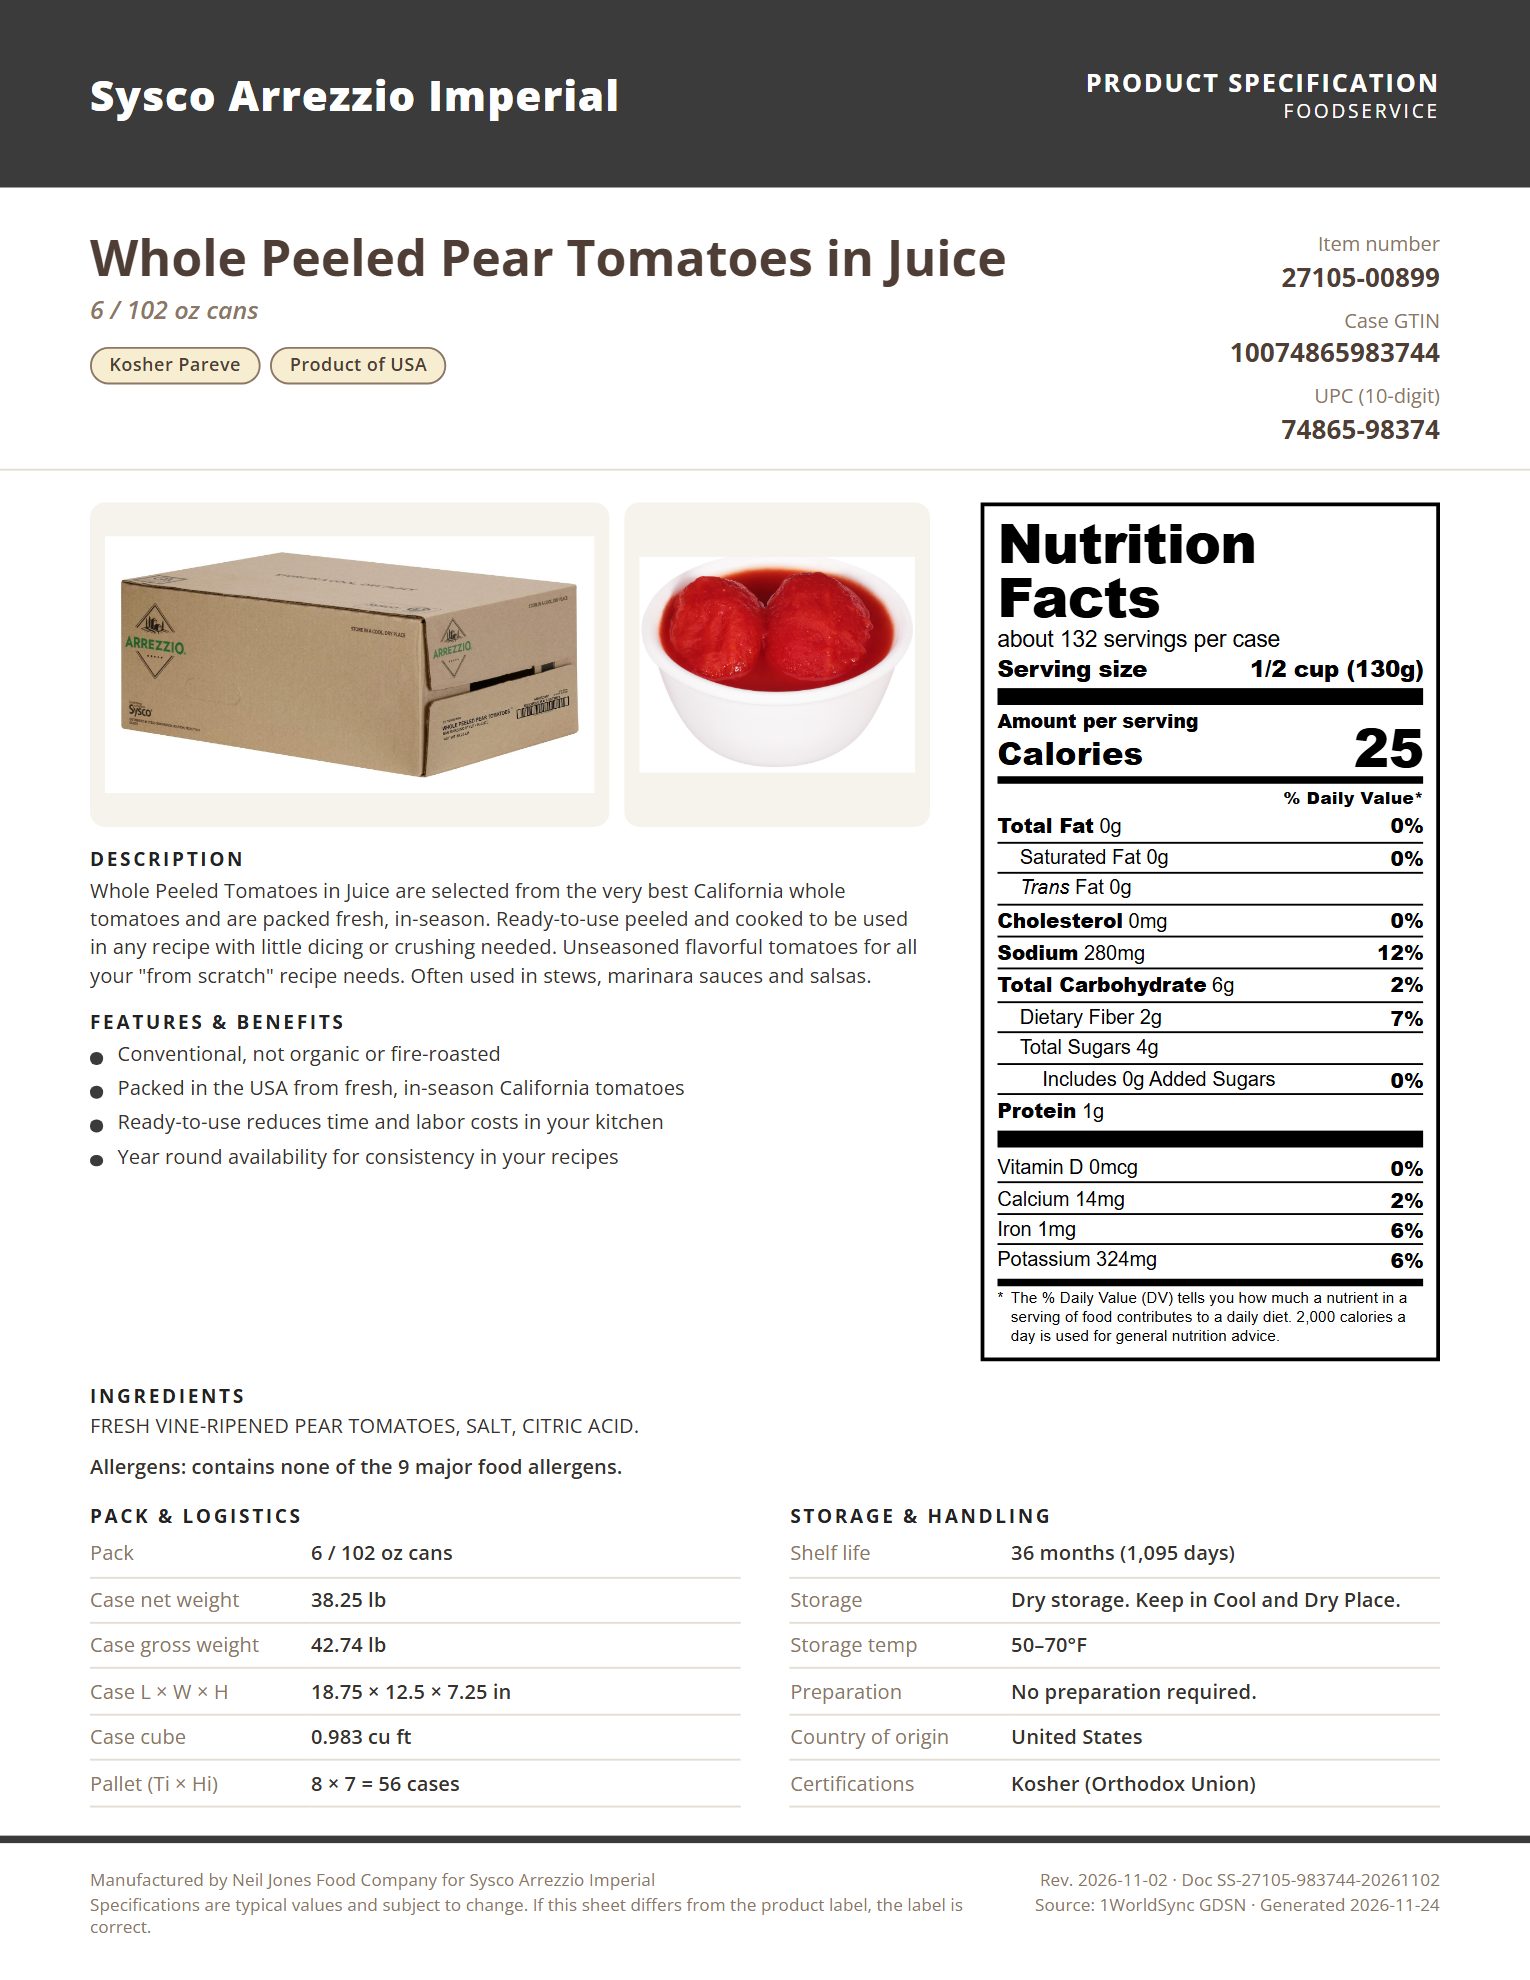 Sysco Arrezzio Imperial
PRODUCT SPECIFICATION
FOODSERVICE
Whole Peeled Pear Tomatoes in Juice
6 / 102 oz cans
Kosher Pareve
Product of USA
Item number
27105-00899
Case GTIN
10074865983744
UPC (10-digit)
74865-98374
STORE IN A COOL, DRY PLACE
ARREZZIO
ARREZZIO
Sysco
WHOLE PEELED PEAR TOMATOES
DESCRIPTION
Whole Peeled Tomatoes in Juice are selected from the very best California whole
tomatoes and are packed fresh, in-season. Ready-to-use peeled and cooked to be used
in any recipe with little dicing or crushing needed. Unseasoned flavorful tomatoes for all
your "from scratch" recipe needs. Often used in stews, marinara sauces and salsas.
FEATURES & BENEFITS
Conventional, not organic or fire-roasted
Packed in the USA from fresh, in-season California tomatoes
Ready-to-use reduces time and labor costs in your kitchen
Year round availability for consistency in your recipes
Nutrition
Facts
about 132 servings per case
Serving size 1/2 cup (130g)
Amount per serving
Calories 25
% Daily Value*
Total Fat 0g 0%
Saturated Fat 0g 0%
Trans Fat 0g
Cholesterol 0mg 0%
Sodium 280mg 12%
Total Carbohydrate 6g 2%
Dietary Fiber 2g 7%
Total Sugars 4g
Includes 0g Added Sugars 0%
Protein 1g
Vitamin D 0mcg 0%
Calcium 14mg 2%
Iron 1mg 6%
Potassium 324mg 6%
* The % Daily Value (DV) tells you how much a nutrient in a
serving of food contributes to a daily diet. 2,000 calories a
day is used for general nutrition advice.
INGREDIENTS
FRESH VINE-RIPENED PEAR TOMATOES, SALT, CITRIC ACID.
Allergens: contains none of the 9 major food allergens.
PACK & LOGISTICS
Pack 6 / 102 oz cans
Case net weight 38.25 lb
Case gross weight 42.74 lb
Case L × W × H 18.75 × 12.5 × 7.25 in
Case cube 0.983 cu ft
Pallet (Ti × Hi) 8 × 7 = 56 cases
STORAGE & HANDLING
Shelf life 36 months (1,095 days)
Storage Dry storage. Keep in Cool and Dry Place.
Storage temp 50–70°F
Preparation No preparation required.
Country of origin United States
Certifications Kosher (Orthodox Union)
Manufactured by Neil Jones Food Company for Sysco Arrezzio Imperial
Specifications are typical values and subject to change. If this sheet differs from the product label, the label is
correct.
Rev. 2026-11-02 · Doc SS-27105-983744-20261102
Source: 1WorldSync GDSN · Generated 2026-11-24